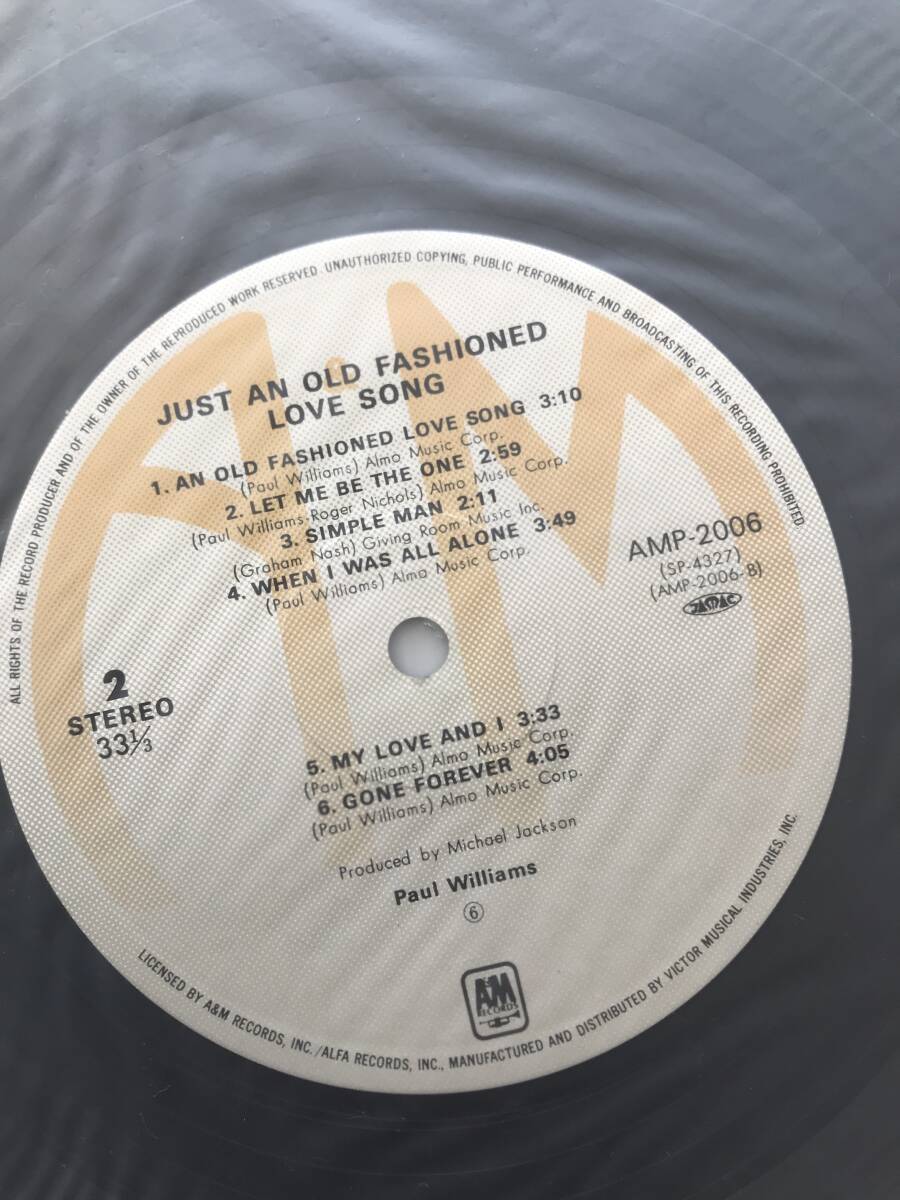 ALL RIGHTS OF THE RECORD PRODUCER AND OF THE OWNER OF THE REPRODUCED WORK RESERVED. UNAUTHORIZED COPYING, PUBLIC PERFORMANCE AND BROADCASTING OF THIS RECORDING PROHIBITED
JUST AN OLD FASHIONED
LOVE SONG
1. AN OLD FASHIONED LOVE SONG 3:10
(Paul Williams) Almo Music Corp.
2. LET ME BE THE ONE 2:59
(Paul Williams-Roger Nichols) Almo Music Corp.
3. SIMPLE MAN 2:11
(Graham Nash) Giving Room Music Inc.
4. WHEN I WAS ALL ALONE 3:49
(Paul Williams) Almo Music Corp.
AMP-2006
(SP-4327)
(AMP-2006-B)
JASRAC
2
STEREO
33⅓
5. MY LOVE AND I 3:33
(Paul Williams) Almo Music Corp.
6. GONE FOREVER 4:05
(Paul Williams) Almo Music Corp.
Produced by Michael Jackson
Paul Williams
⑥
A&M
RECORDS
LICENSED BY A&M RECORDS, INC./ALFA RECORDS, INC., MANUFACTURED AND DISTRIBUTED BY VICTOR MUSICAL INDUSTRIES, INC.